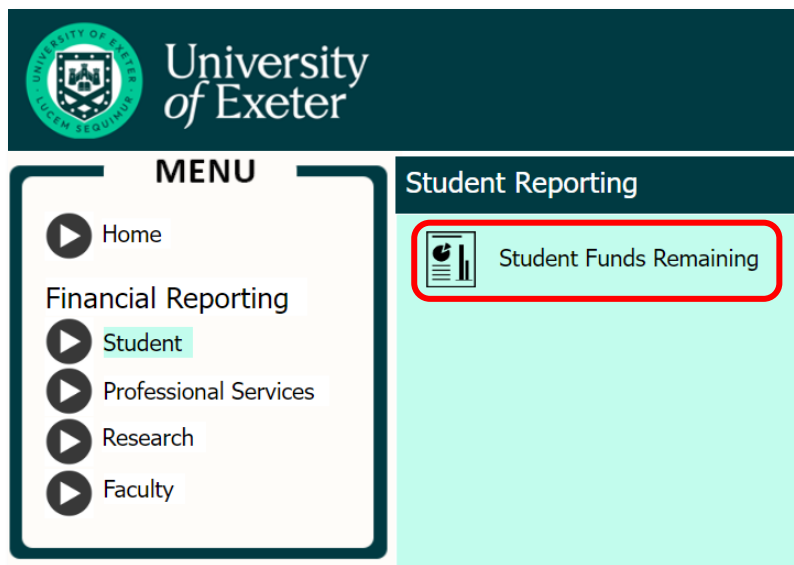 UNIVERSITY OF EXETER
LUCEM SEQUIMUR
University
of Exeter
MENU
Home
Financial Reporting
Student
Professional Services
Research
Faculty
Student Reporting
Student Funds Remaining